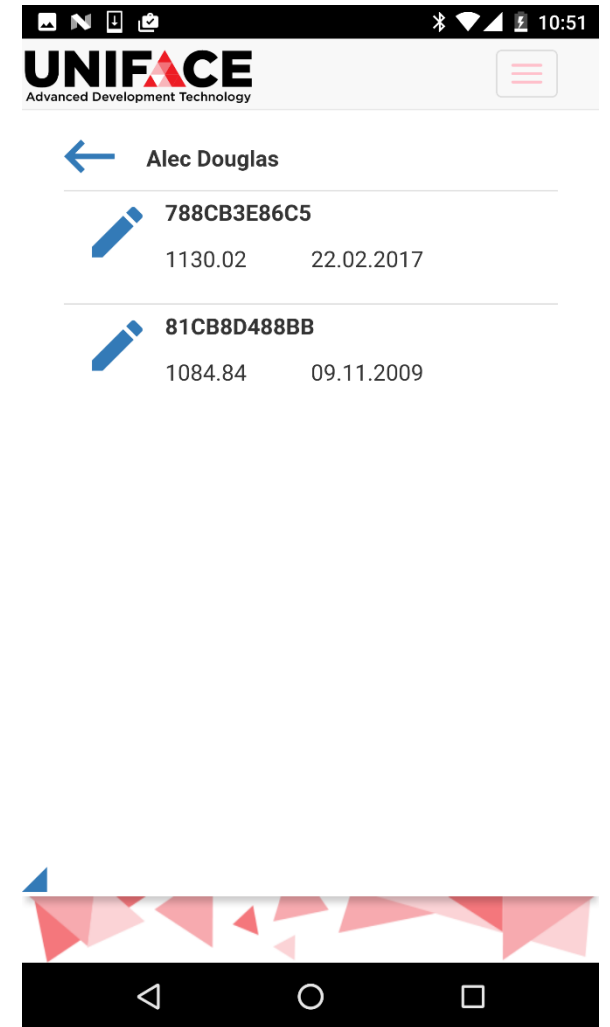 10:51
UNIFACE
Advanced Development Technology
Alec Douglas
788CB3E86C5
1130.02 22.02.2017
81CB8D488BB
1084.84 09.11.2009